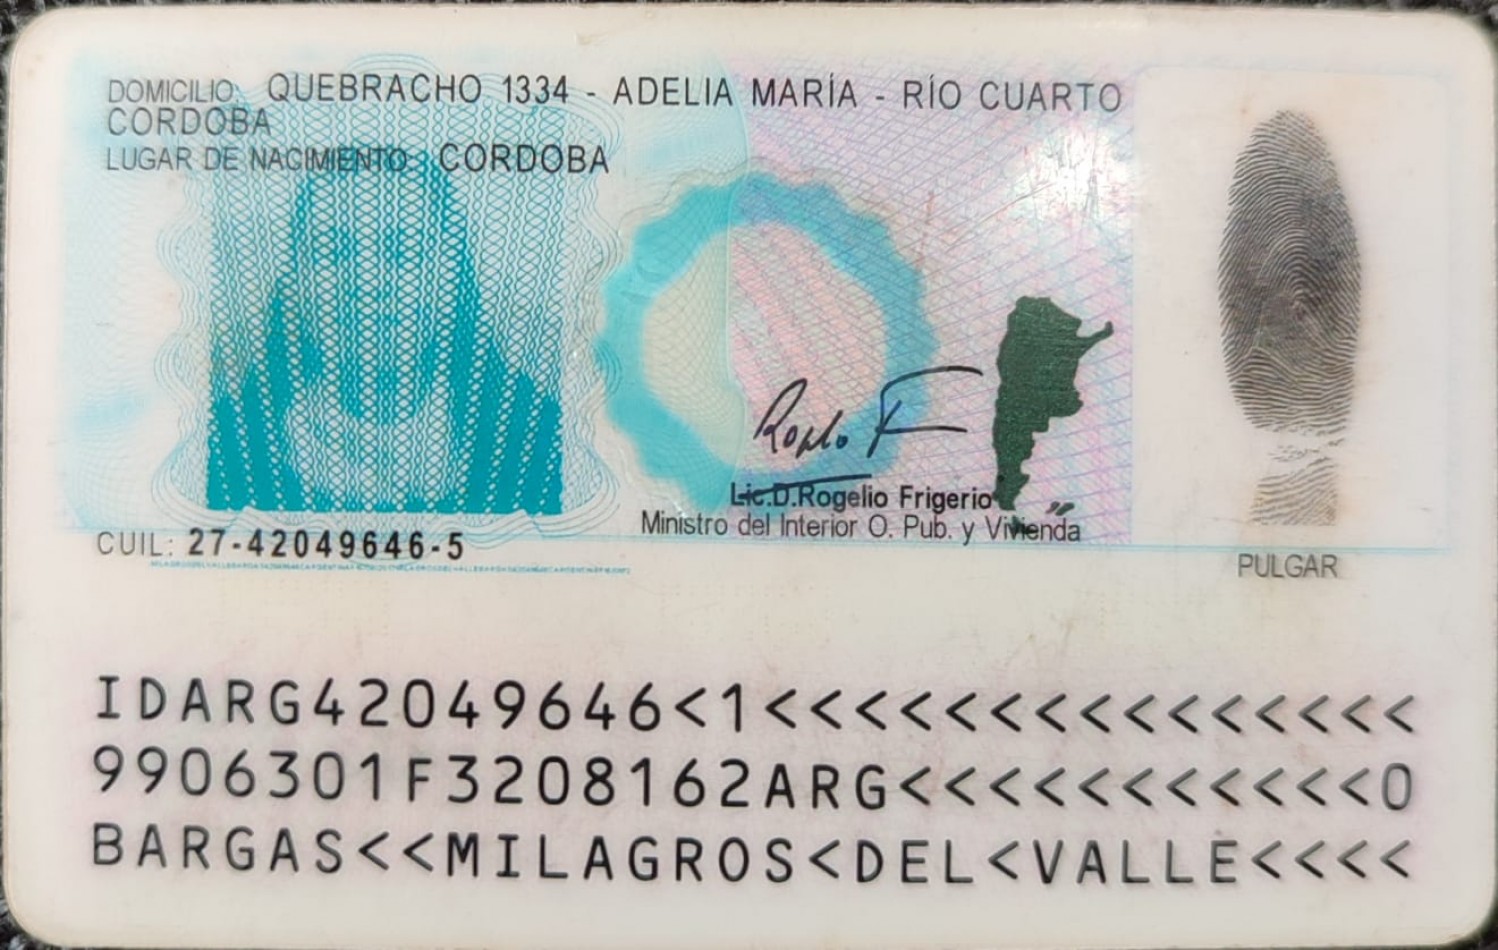 DOMICILIO: QUEBRACHO 1334 - ADELIA MARÍA - RÍO CUARTO
CORDOBA
LUGAR DE NACIMIENTO: CORDOBA
Lic.D.Rogelio Frigerio
Ministro del Interior O. Pub. y Vivienda
CUIL: 27-42049646-5
PULGAR
IDARG42049646<1<<<<<<<<<<<<<<<
9906301F3208162ARG<<<<<<<<<<<0
BARGAS<<MILAGROS<DEL<VALLE<<<<